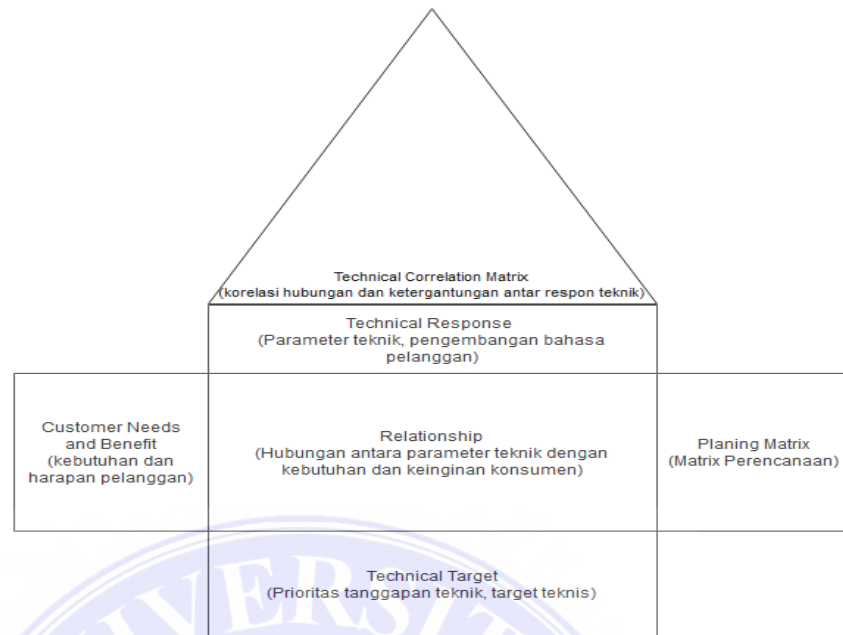 Technical Correlation Matrix
(korelasi hubungan dan ketergantungan antar respon teknik)
Technical Response
(Parameter teknik, pengembangan bahasa
pelanggan)
Customer Needs
and Benefit
(kebutuhan dan
harapan pelanggan)
Relationship
(Hubungan antara parameter teknik dengan
kebutuhan dan keinginan konsumen)
Planing Matrix
(Matrix Perencanaan)
Technical Target
(Prioritas tanggapan teknik, target teknis)